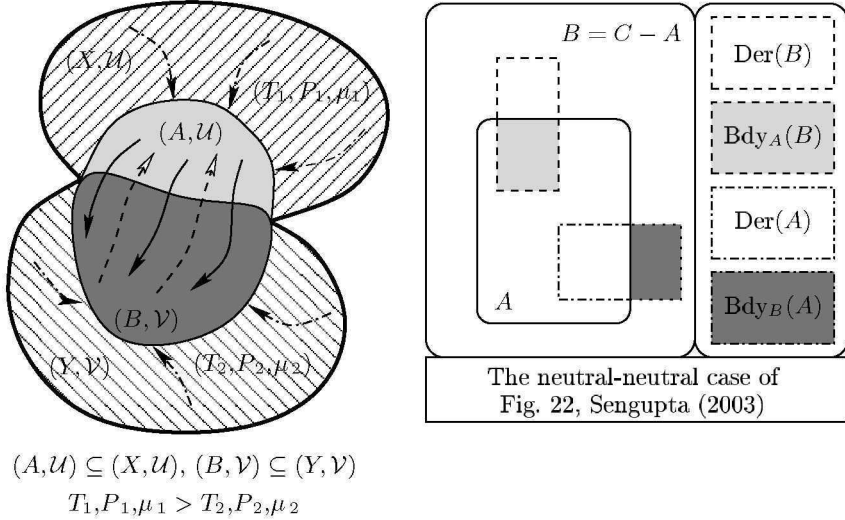 (X,𝒰)
(T₁,P₁,μ₁)
(A,𝒰)
(B,𝒱)
(Y,𝒱)
(T₂,P₂,μ₂)
(A,𝒰) ⊆ (X,𝒰), (B,𝒱) ⊆ (Y,𝒱)
T₁,P₁,μ₁ > T₂,P₂,μ₂
B = C − A
A
Der(B)
Bdy_A(B)
Der(A)
Bdy_B(A)
The neutral-neutral case of
Fig. 22, Sengupta (2003)